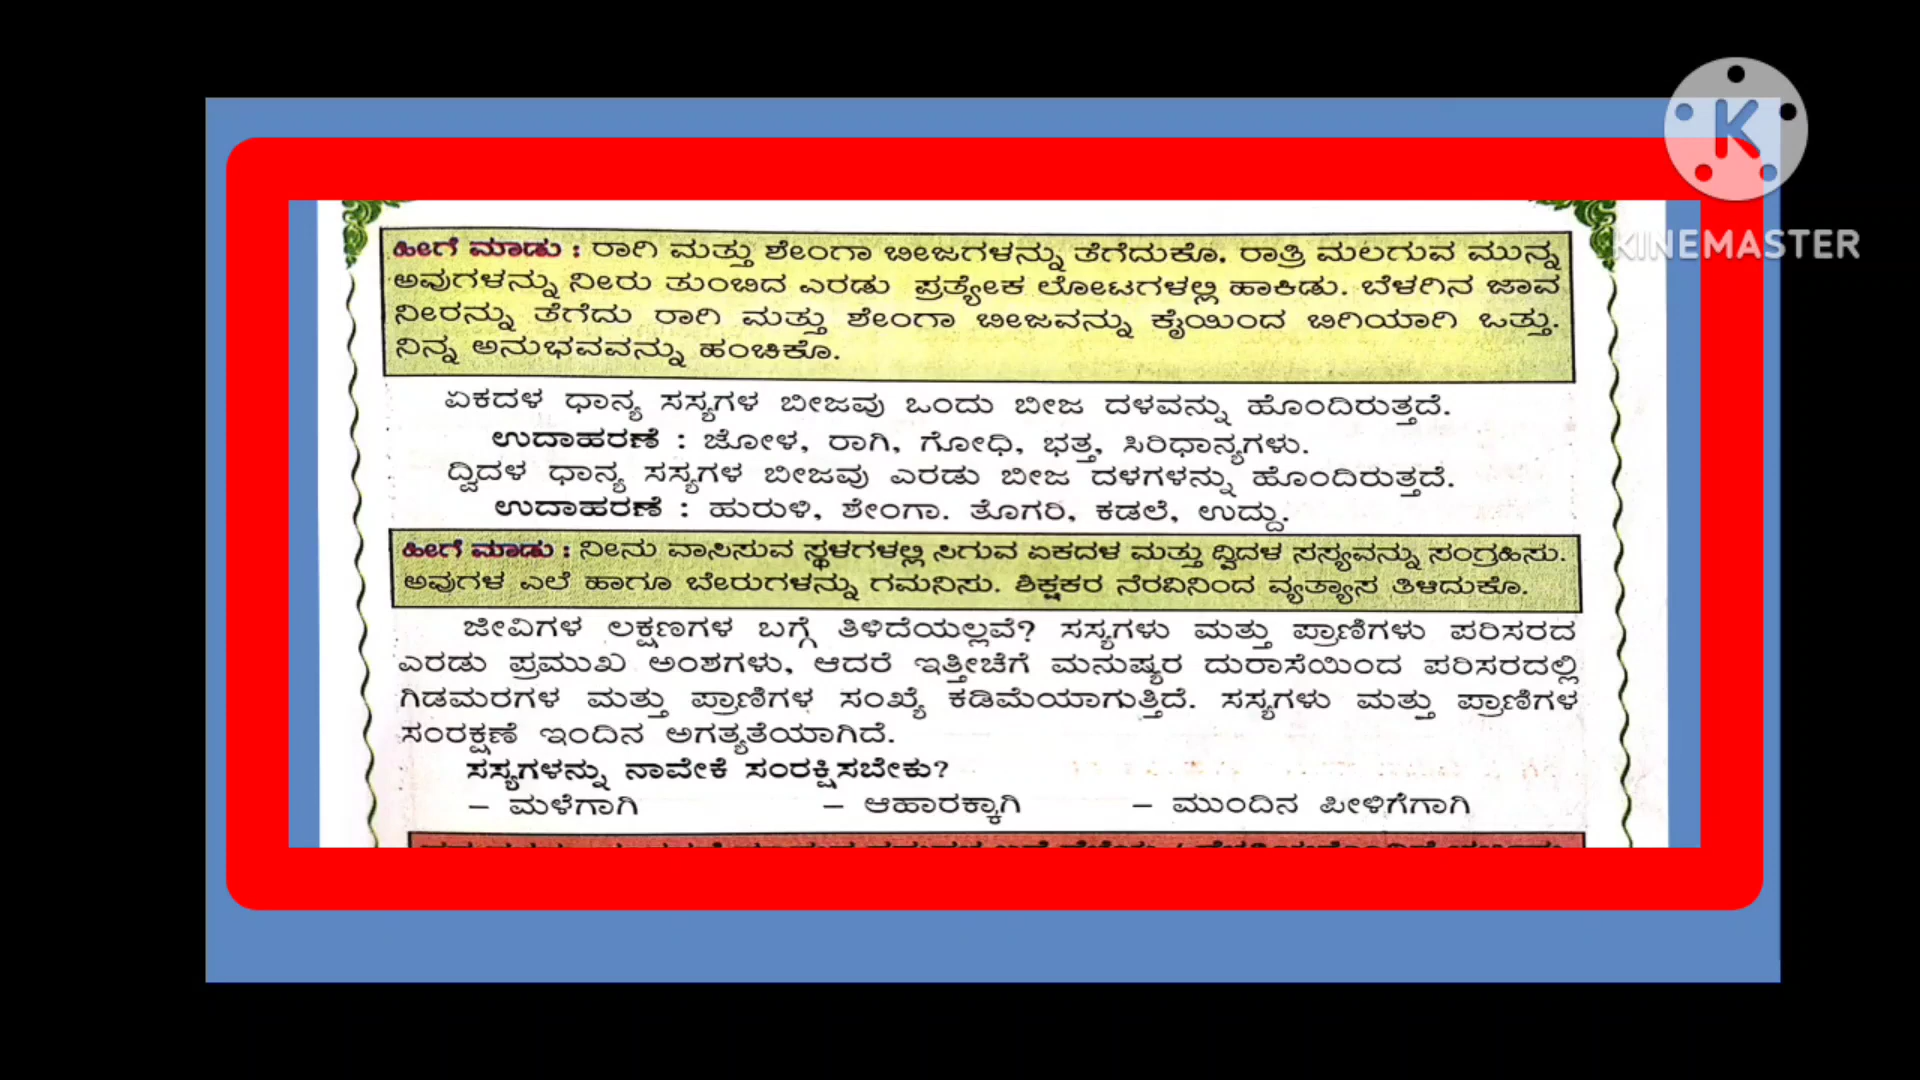 KINEMASTER
ಹೀಗೆ ಮಾಡು : ರಾಗಿ ಮತ್ತು ಶೇಂಗಾ ಬೀಜಗಳನ್ನು ತೆಗೆದುಕೊ. ರಾತ್ರಿ ಮಲಗುವ ಮುನ್ನ
ಅವುಗಳನ್ನು ನೀರು ತುಂಬಿದ ಎರಡು ಪ್ರತ್ಯೇಕ ಲೋಟಗಳಲ್ಲಿ ಹಾಕಿಡು. ಬೆಳಗಿನ ಜಾವ
ನೀರನ್ನು ತೆಗೆದು ರಾಗಿ ಮತ್ತು ಶೇಂಗಾ ಬೀಜವನ್ನು ಕೈಯಿಂದ ಬಿಗಿಯಾಗಿ ಒತ್ತು.
ನಿನ್ನ ಅನುಭವವನ್ನು ಹಂಚಿಕೊ.
ಏಕದಳ ಧಾನ್ಯ ಸಸ್ಯಗಳ ಬೀಜವು ಒಂದು ಬೀಜ ದಳವನ್ನು ಹೊಂದಿರುತ್ತದೆ.
ಉದಾಹರಣೆ : ಜೋಳ, ರಾಗಿ, ಗೋಧಿ, ಭತ್ತ, ಸಿರಿಧಾನ್ಯಗಳು.
ದ್ವಿದಳ ಧಾನ್ಯ ಸಸ್ಯಗಳ ಬೀಜವು ಎರಡು ಬೀಜ ದಳಗಳನ್ನು ಹೊಂದಿರುತ್ತದೆ.
ಉದಾಹರಣೆ : ಹುರುಳಿ, ಶೇಂಗಾ. ತೊಗರಿ, ಕಡಲೆ, ಉದ್ದು.
ಹೀಗೆ ಮಾಡು : ನೀನು ವಾಸಿಸುವ ಸ್ಥಳಗಳಲ್ಲಿ ಸಿಗುವ ಏಕದಳ ಮತ್ತು ದ್ವಿದಳ ಸಸ್ಯವನ್ನು ಸಂಗ್ರಹಿಸು.
ಅವುಗಳ ಎಲೆ ಹಾಗೂ ಬೇರುಗಳನ್ನು ಗಮನಿಸು. ಶಿಕ್ಷಕರ ನೆರವಿನಿಂದ ವ್ಯತ್ಯಾಸ ತಿಳಿದುಕೊ.
ಜೀವಿಗಳ ಲಕ್ಷಣಗಳ ಬಗ್ಗೆ ತಿಳಿದೆಯಲ್ಲವೆ? ಸಸ್ಯಗಳು ಮತ್ತು ಪ್ರಾಣಿಗಳು ಪರಿಸರದ
ಎರಡು ಪ್ರಮುಖ ಅಂಶಗಳು, ಆದರೆ ಇತ್ತೀಚೆಗೆ ಮನುಷ್ಯರ ದುರಾಸೆಯಿಂದ ಪರಿಸರದಲ್ಲಿ
ಗಿಡಮರಗಳ ಮತ್ತು ಪ್ರಾಣಿಗಳ ಸಂಖ್ಯೆ ಕಡಿಮೆಯಾಗುತ್ತಿದೆ. ಸಸ್ಯಗಳು ಮತ್ತು ಪ್ರಾಣಿಗಳ
ಸಂರಕ್ಷಣೆ ಇಂದಿನ ಅಗತ್ಯತೆಯಾಗಿದೆ.
ಸಸ್ಯಗಳನ್ನು ನಾವೇಕೆ ಸಂರಕ್ಷಿಸಬೇಕು?
– ಮಳೆಗಾಗಿ – ಆಹಾರಕ್ಕಾಗಿ – ಮುಂದಿನ ಪೀಳಿಗೆಗಾಗಿ